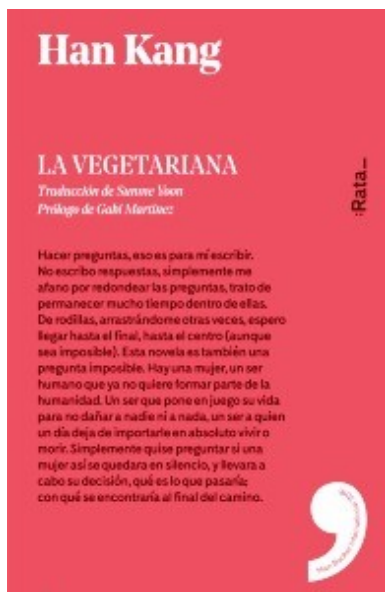 Han Kang
LA VEGETARIANA
Traducción de Sunme Yoon
Prólogo de Gabi Martínez
:Rata_
Hacer preguntas, eso es para mí escribir.
No escribo respuestas, simplemente me
afano por redondear las preguntas, trato de
permanecer mucho tiempo dentro de ellas.
De rodillas, arrastrándome otras veces, espero
llegar hasta el final, hasta el centro (aunque
sea imposible). Esta novela es también una
pregunta imposible. Hay una mujer, un ser
humano que ya no quiere formar parte de la
humanidad. Un ser que pone en juego su vida
para no dañar a nadie ni a nada, un ser a quien
un día deja de importarle en absoluto vivir o
morir. Simplemente quise preguntar si una
mujer así se quedara en silencio, y llevara a
cabo su decisión, qué es lo que pasaría;
con qué se encontraría al final del camino.
Man Booker International